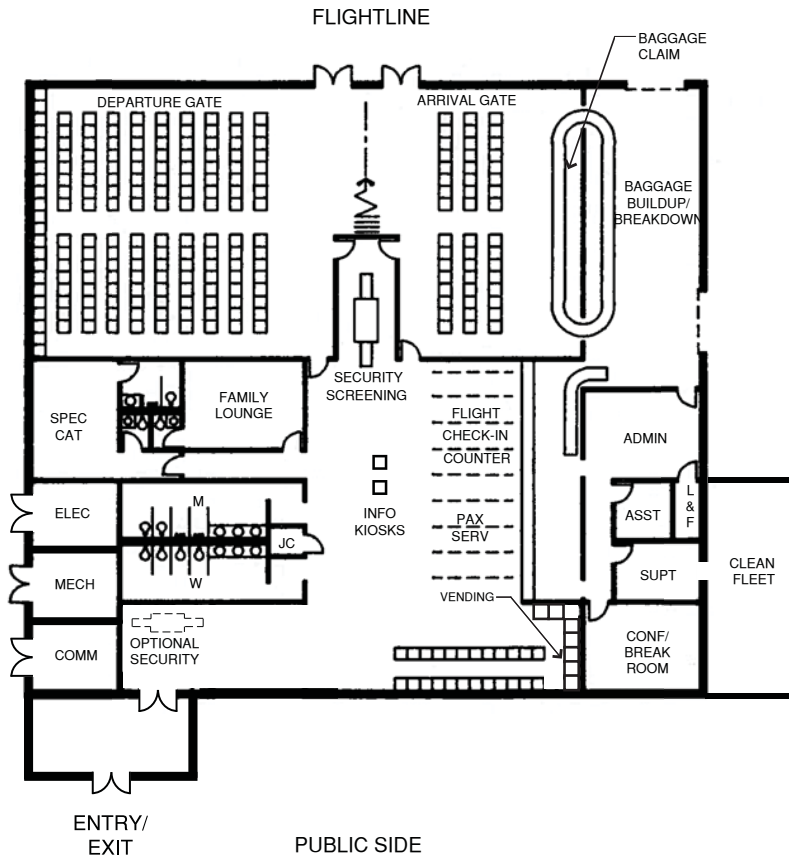 FLIGHTLINE
BAGGAGE
CLAIM
DEPARTURE GATE
ARRIVAL GATE
BAGGAGE
BUILDUP/
BREAKDOWN
SECURITY
SCREENING
FAMILY
LOUNGE
SPEC
CAT
FLIGHT
CHECK-IN
COUNTER
ADMIN
M
ELEC
INFO
KIOSKS
PAX
SERV
L
&
F
ASST
JC
MECH
W
SUPT
CLEAN
FLEET
VENDING
OPTIONAL
SECURITY
COMM
CONF/
BREAK
ROOM
ENTRY/
EXIT
PUBLIC SIDE